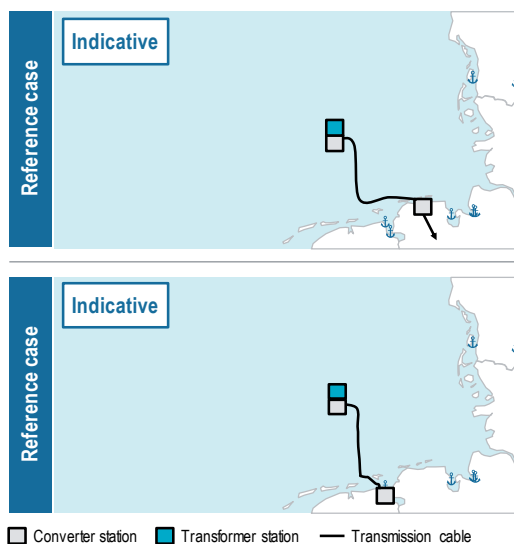 Reference case
Indicative
Reference case
Indicative
Converter station
Transformer station
Transmission cable